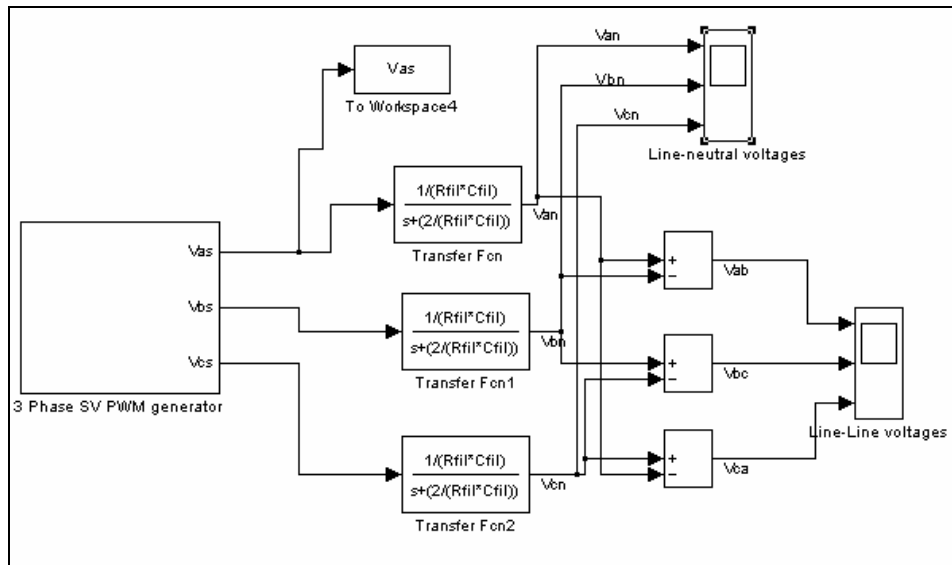 Van
Vas
Vbn
To Workspace4
Vcn
Line-neutral voltages
1/(Rfil*Cfil)
s+(2/(Rfil*Cfil))
Van
Transfer Fcn
Vas
+
−
Vab
Vbs
1/(Rfil*Cfil)
s+(2/(Rfil*Cfil))
Vbn
Transfer Fcn1
Vcs
+
−
Vbc
3 Phase SV PWM generator
Line-Line voltages
1/(Rfil*Cfil)
s+(2/(Rfil*Cfil))
Vcn
Transfer Fcn2
+
−
Vca